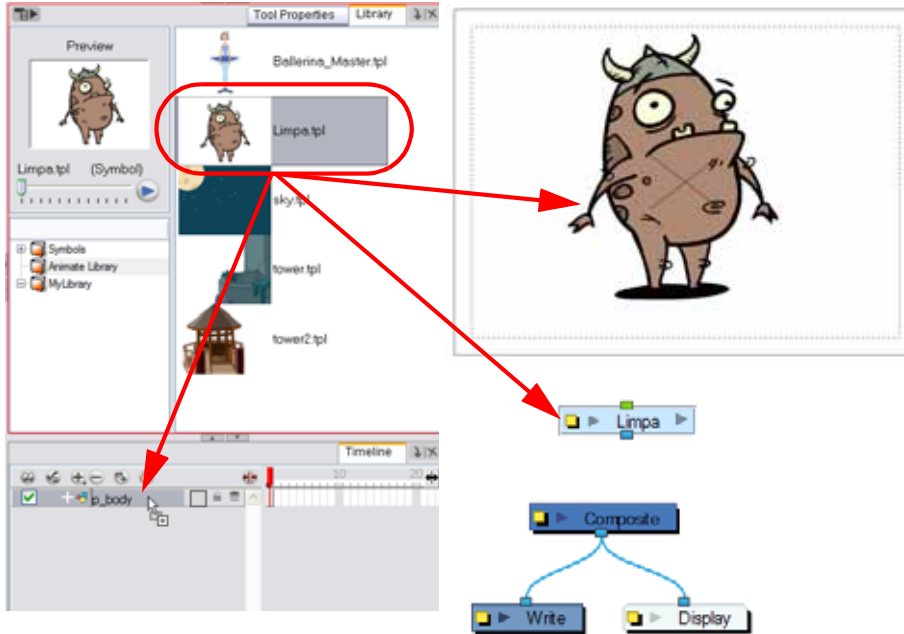 Tool Properties
Library
Preview
Ballerina_Master.tpl
Limpa.tpl
Limpa.tpl (Symbol)
sky.tpl
Symbols
Animate Library
MyLibrary
tower.tpl
tower2.tpl
Limpa
Timeline
10 20
p_body
Composite
Write
Display